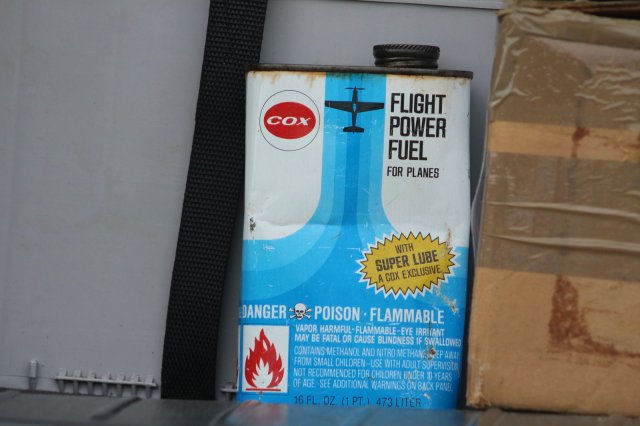 COX
FLIGHT
POWER
FUEL
FOR PLANES
WITH
SUPER LUBE
A COX EXCLUSIVE
DANGER POISON · FLAMMABLE
VAPOR HARMFUL-FLAMMABLE-EYE IRRITANT
MAY BE FATAL OR CAUSE BLINDNESS IF SWALLOWED
CONTAINS METHANOL AND NITRO METHANE KEEP AWAY
FROM SMALL CHILDREN - USE WITH ADULT SUPERVISION
NOT RECOMMENDED FOR CHILDREN UNDER 10 YEARS
OF AGE. SEE ADDITIONAL WARNINGS ON BACK PANEL
16 FL. OZ. (1 PT.) .473 LITER